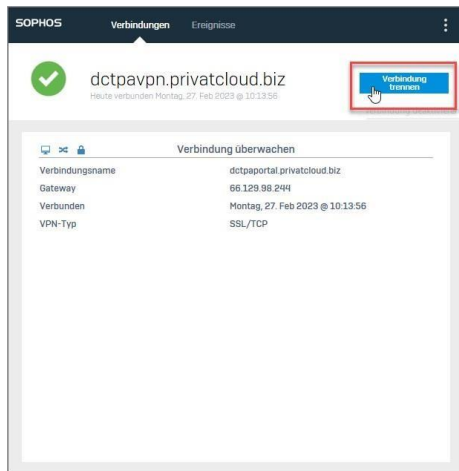 SOPHOS
Verbindungen
Ereignisse
dctpavpn.privatcloud.biz
Heute verbunden Montag, 27. Feb 2023 @ 10:13:56
Verbindung
trennen
Verbindung überwachen
Verbindungsname dctpaportal.privatcloud.biz
Gateway 66.129.98.244
Verbunden Montag, 27. Feb 2023 @ 10:13:56
VPN-Typ SSL/TCP